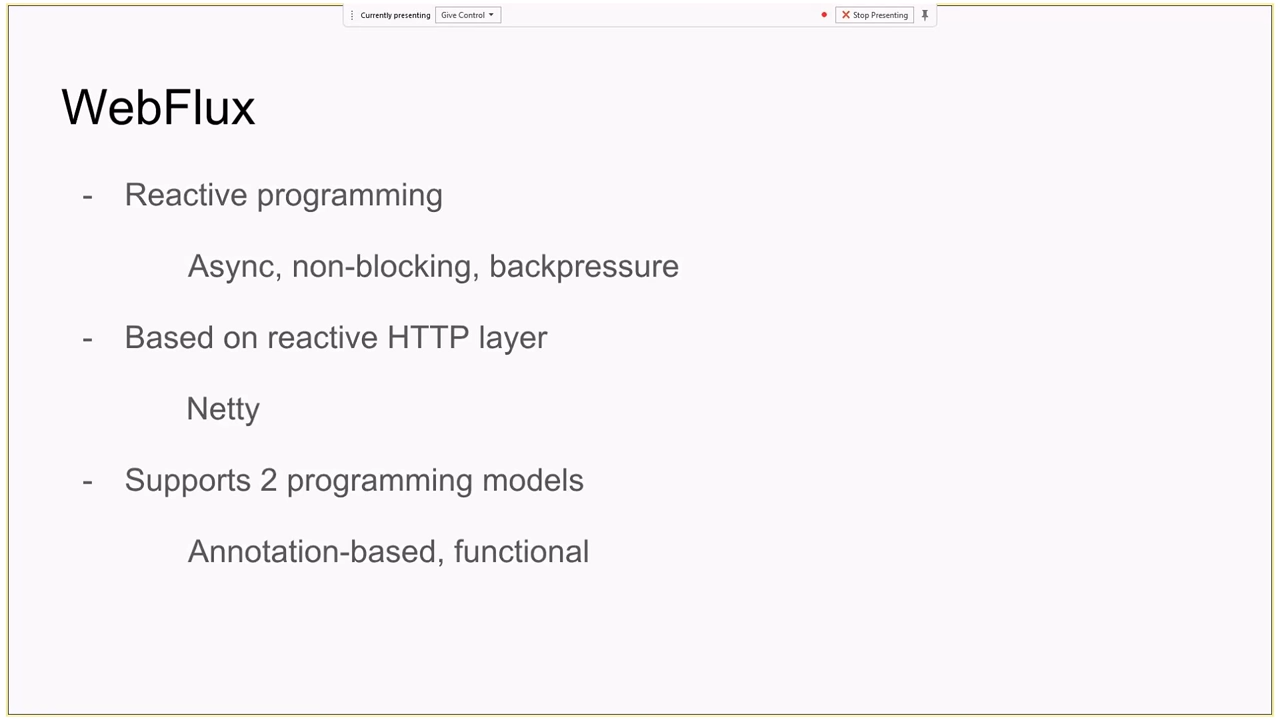 Currently presenting Give Control Stop Presenting
WebFlux
- Reactive programming
Async, non-blocking, backpressure
- Based on reactive HTTP layer
Netty
- Supports 2 programming models
Annotation-based, functional